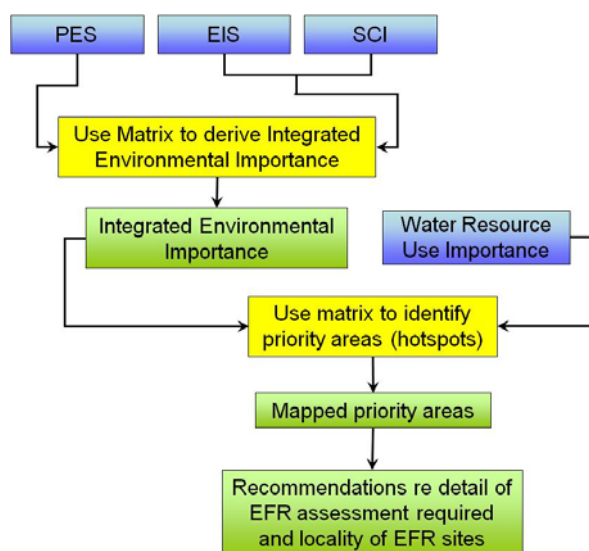 PES
EIS
SCI
Use Matrix to derive Integrated
Environmental Importance
Integrated Environmental
Importance
Water Resource
Use Importance
Use matrix to identify
priority areas (hotspots)
Mapped priority areas
Recommendations re detail of
EFR assessment required
and locality of EFR sites